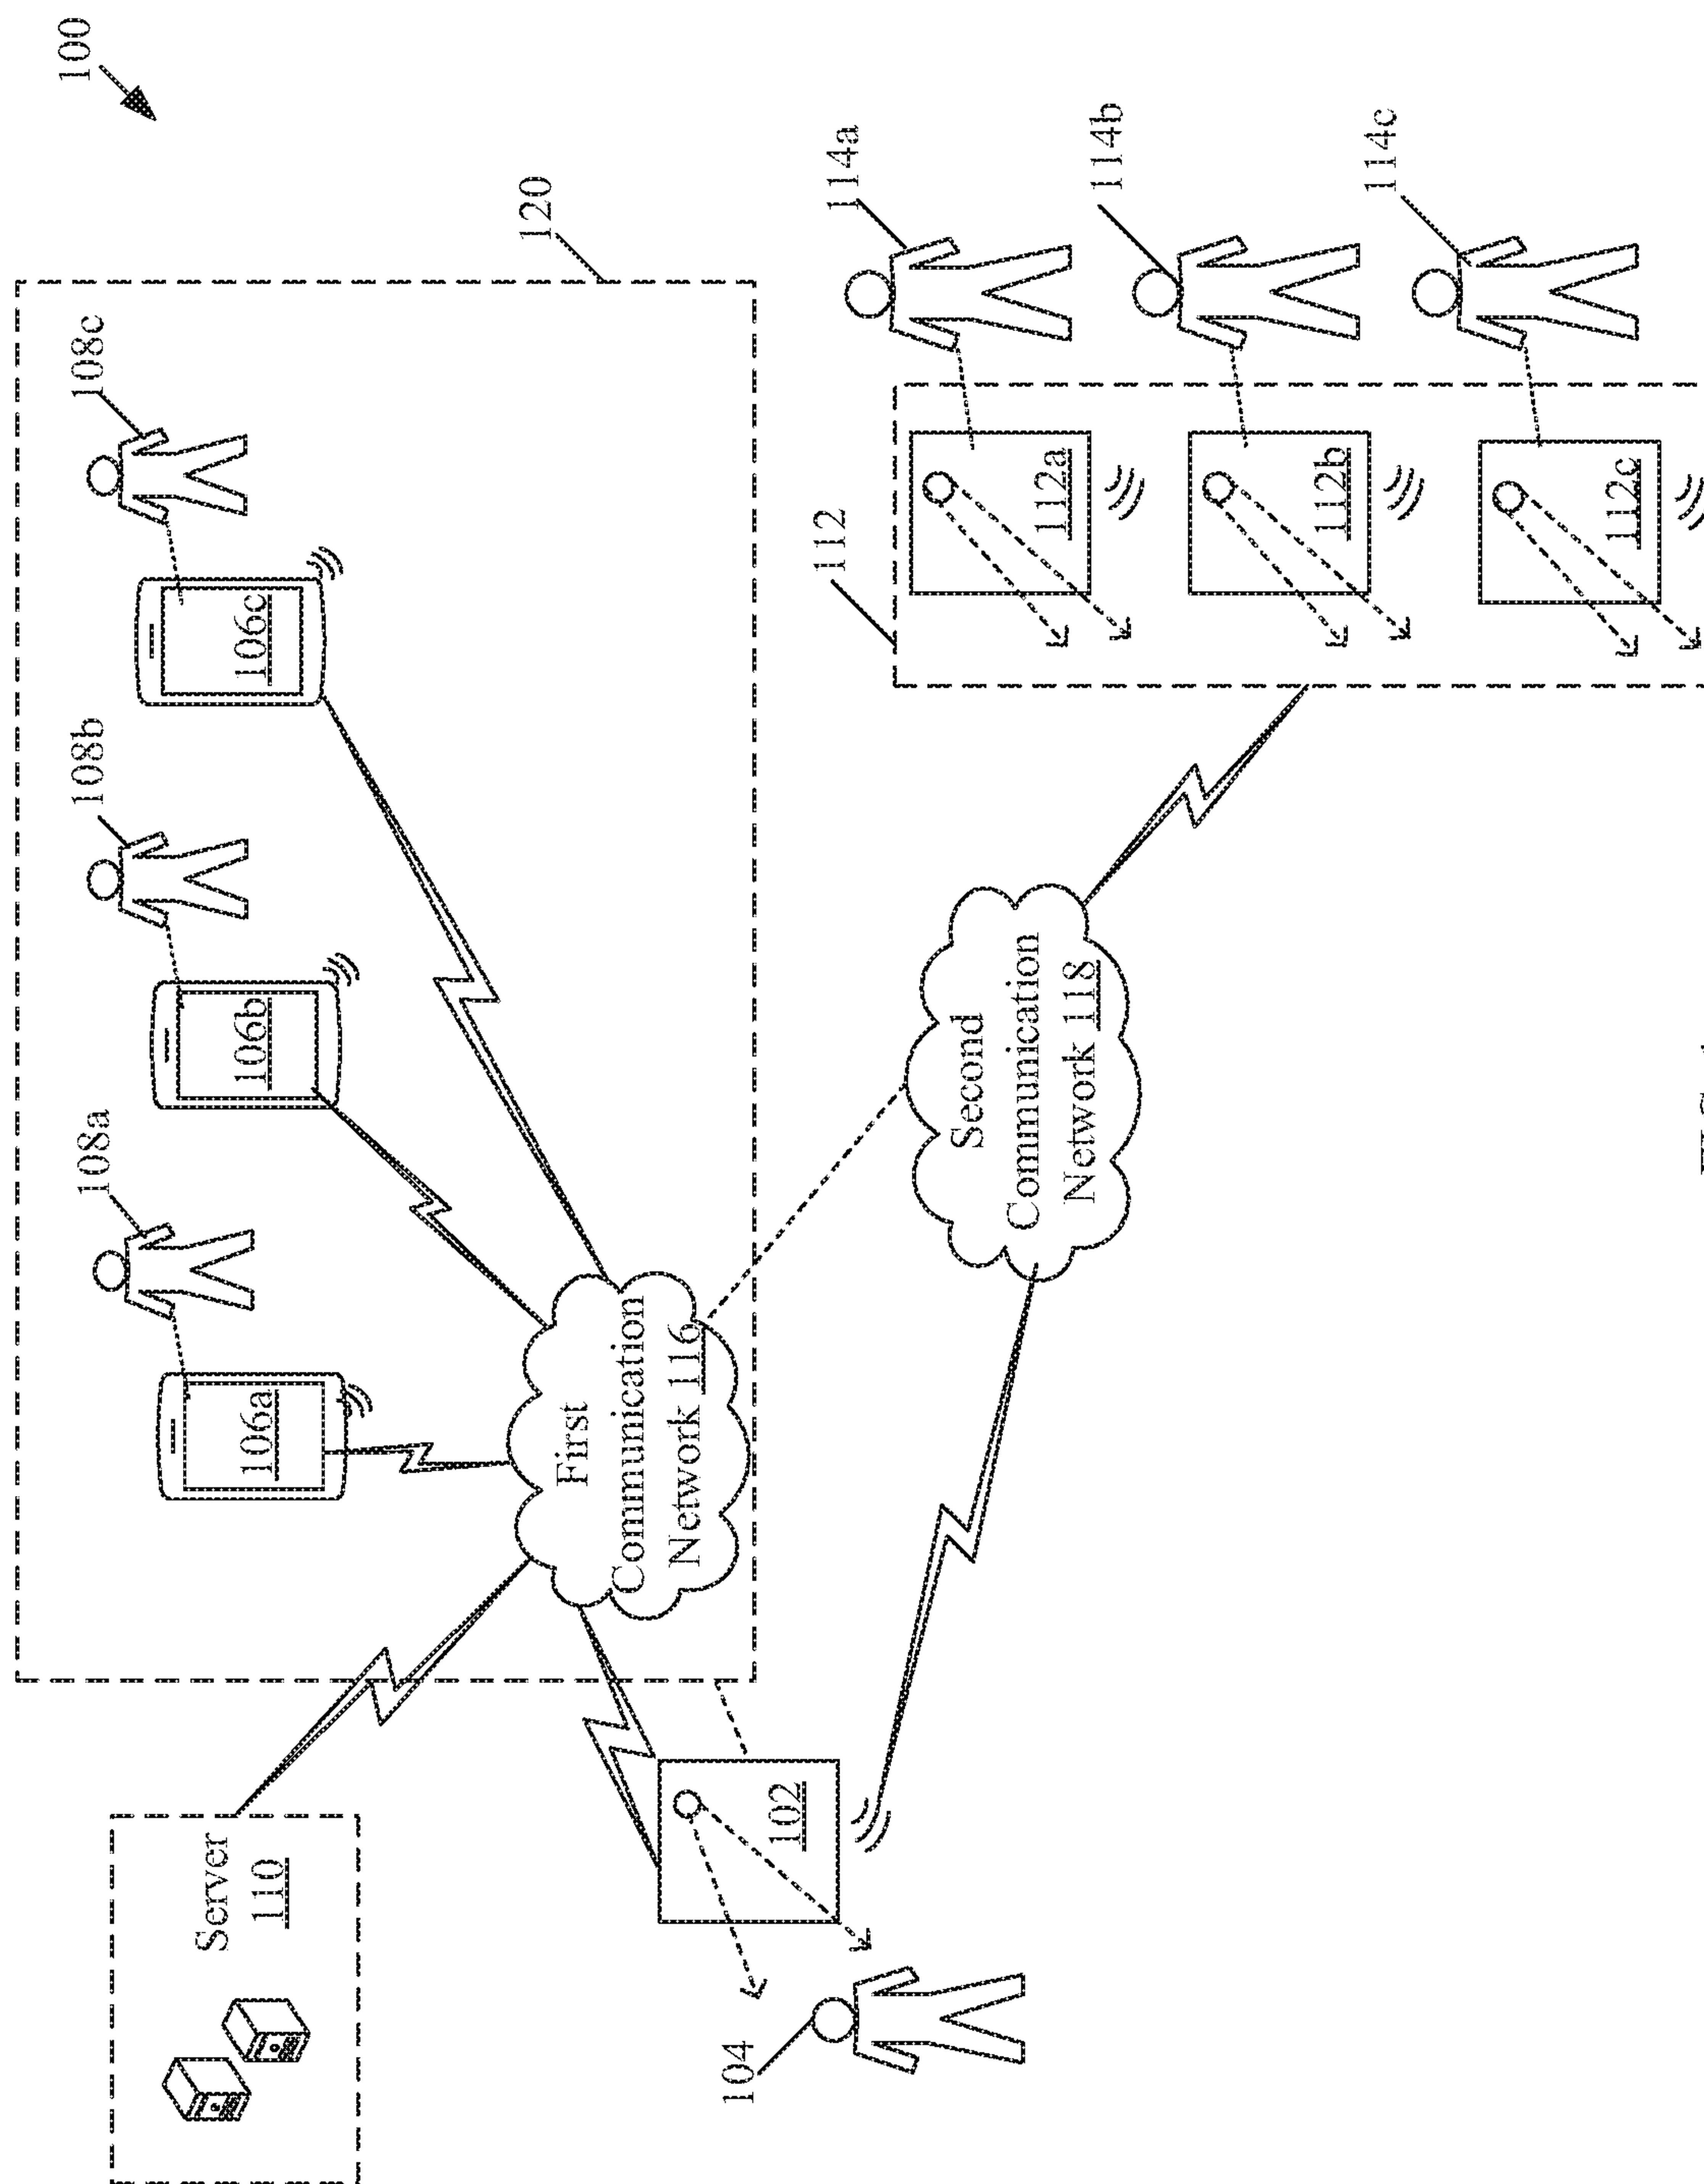 100
120
108c
108b
108a
106c
106b
106a
Server
110
First
Communication
Network 116
102
104
Second
Communication
Network 118
112
112a
112b
112c
114a
114b
114c